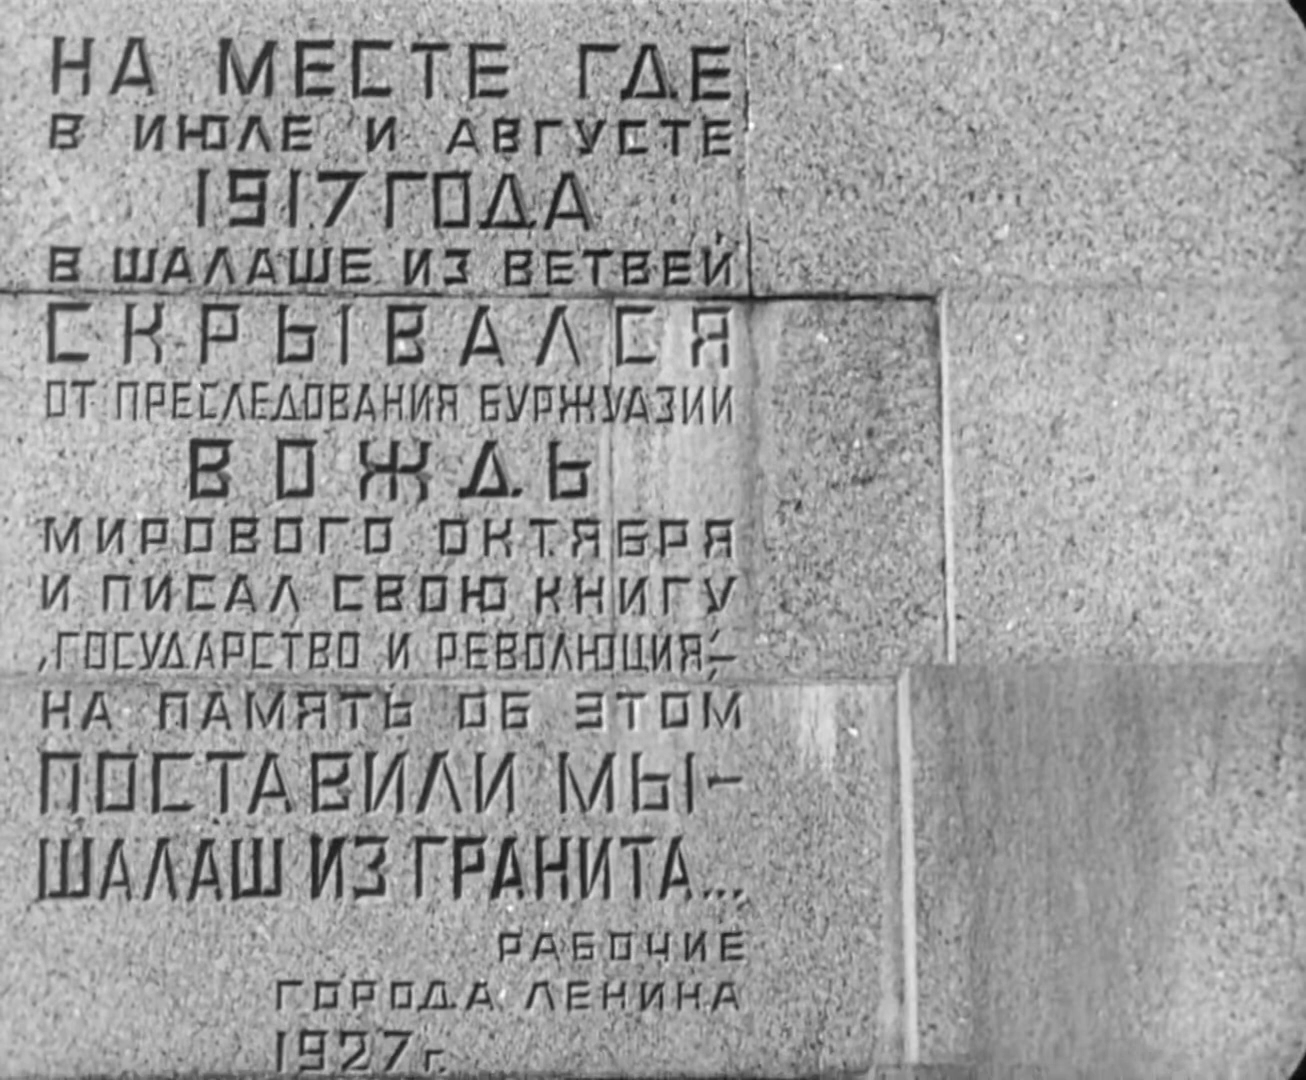 НА МЕСТЕ ГДЕ
В ИЮЛЕ И АВГУСТЕ
1917 ГОДА
В ШАЛАШЕ ИЗ ВЕТВЕЙ
СКРЫВАЛСЯ
ОТ ПРЕСЛЕДОВАНИЯ БУРЖУАЗИИ
ВОЖДЬ
МИРОВОГО ОКТЯБРЯ
И ПИСАЛ СВОЮ КНИГУ
‚ГОСУДАРСТВО И РЕВОЛЮЦИЯ‘,–
НА ПАМЯТЬ ОБ ЭТОМ
ПОСТАВИЛИ МЫ–
ШАЛАШ ИЗ ГРАНИТА...
РАБОЧИЕ
ГОРОДА ЛЕНИНА
1927 г.